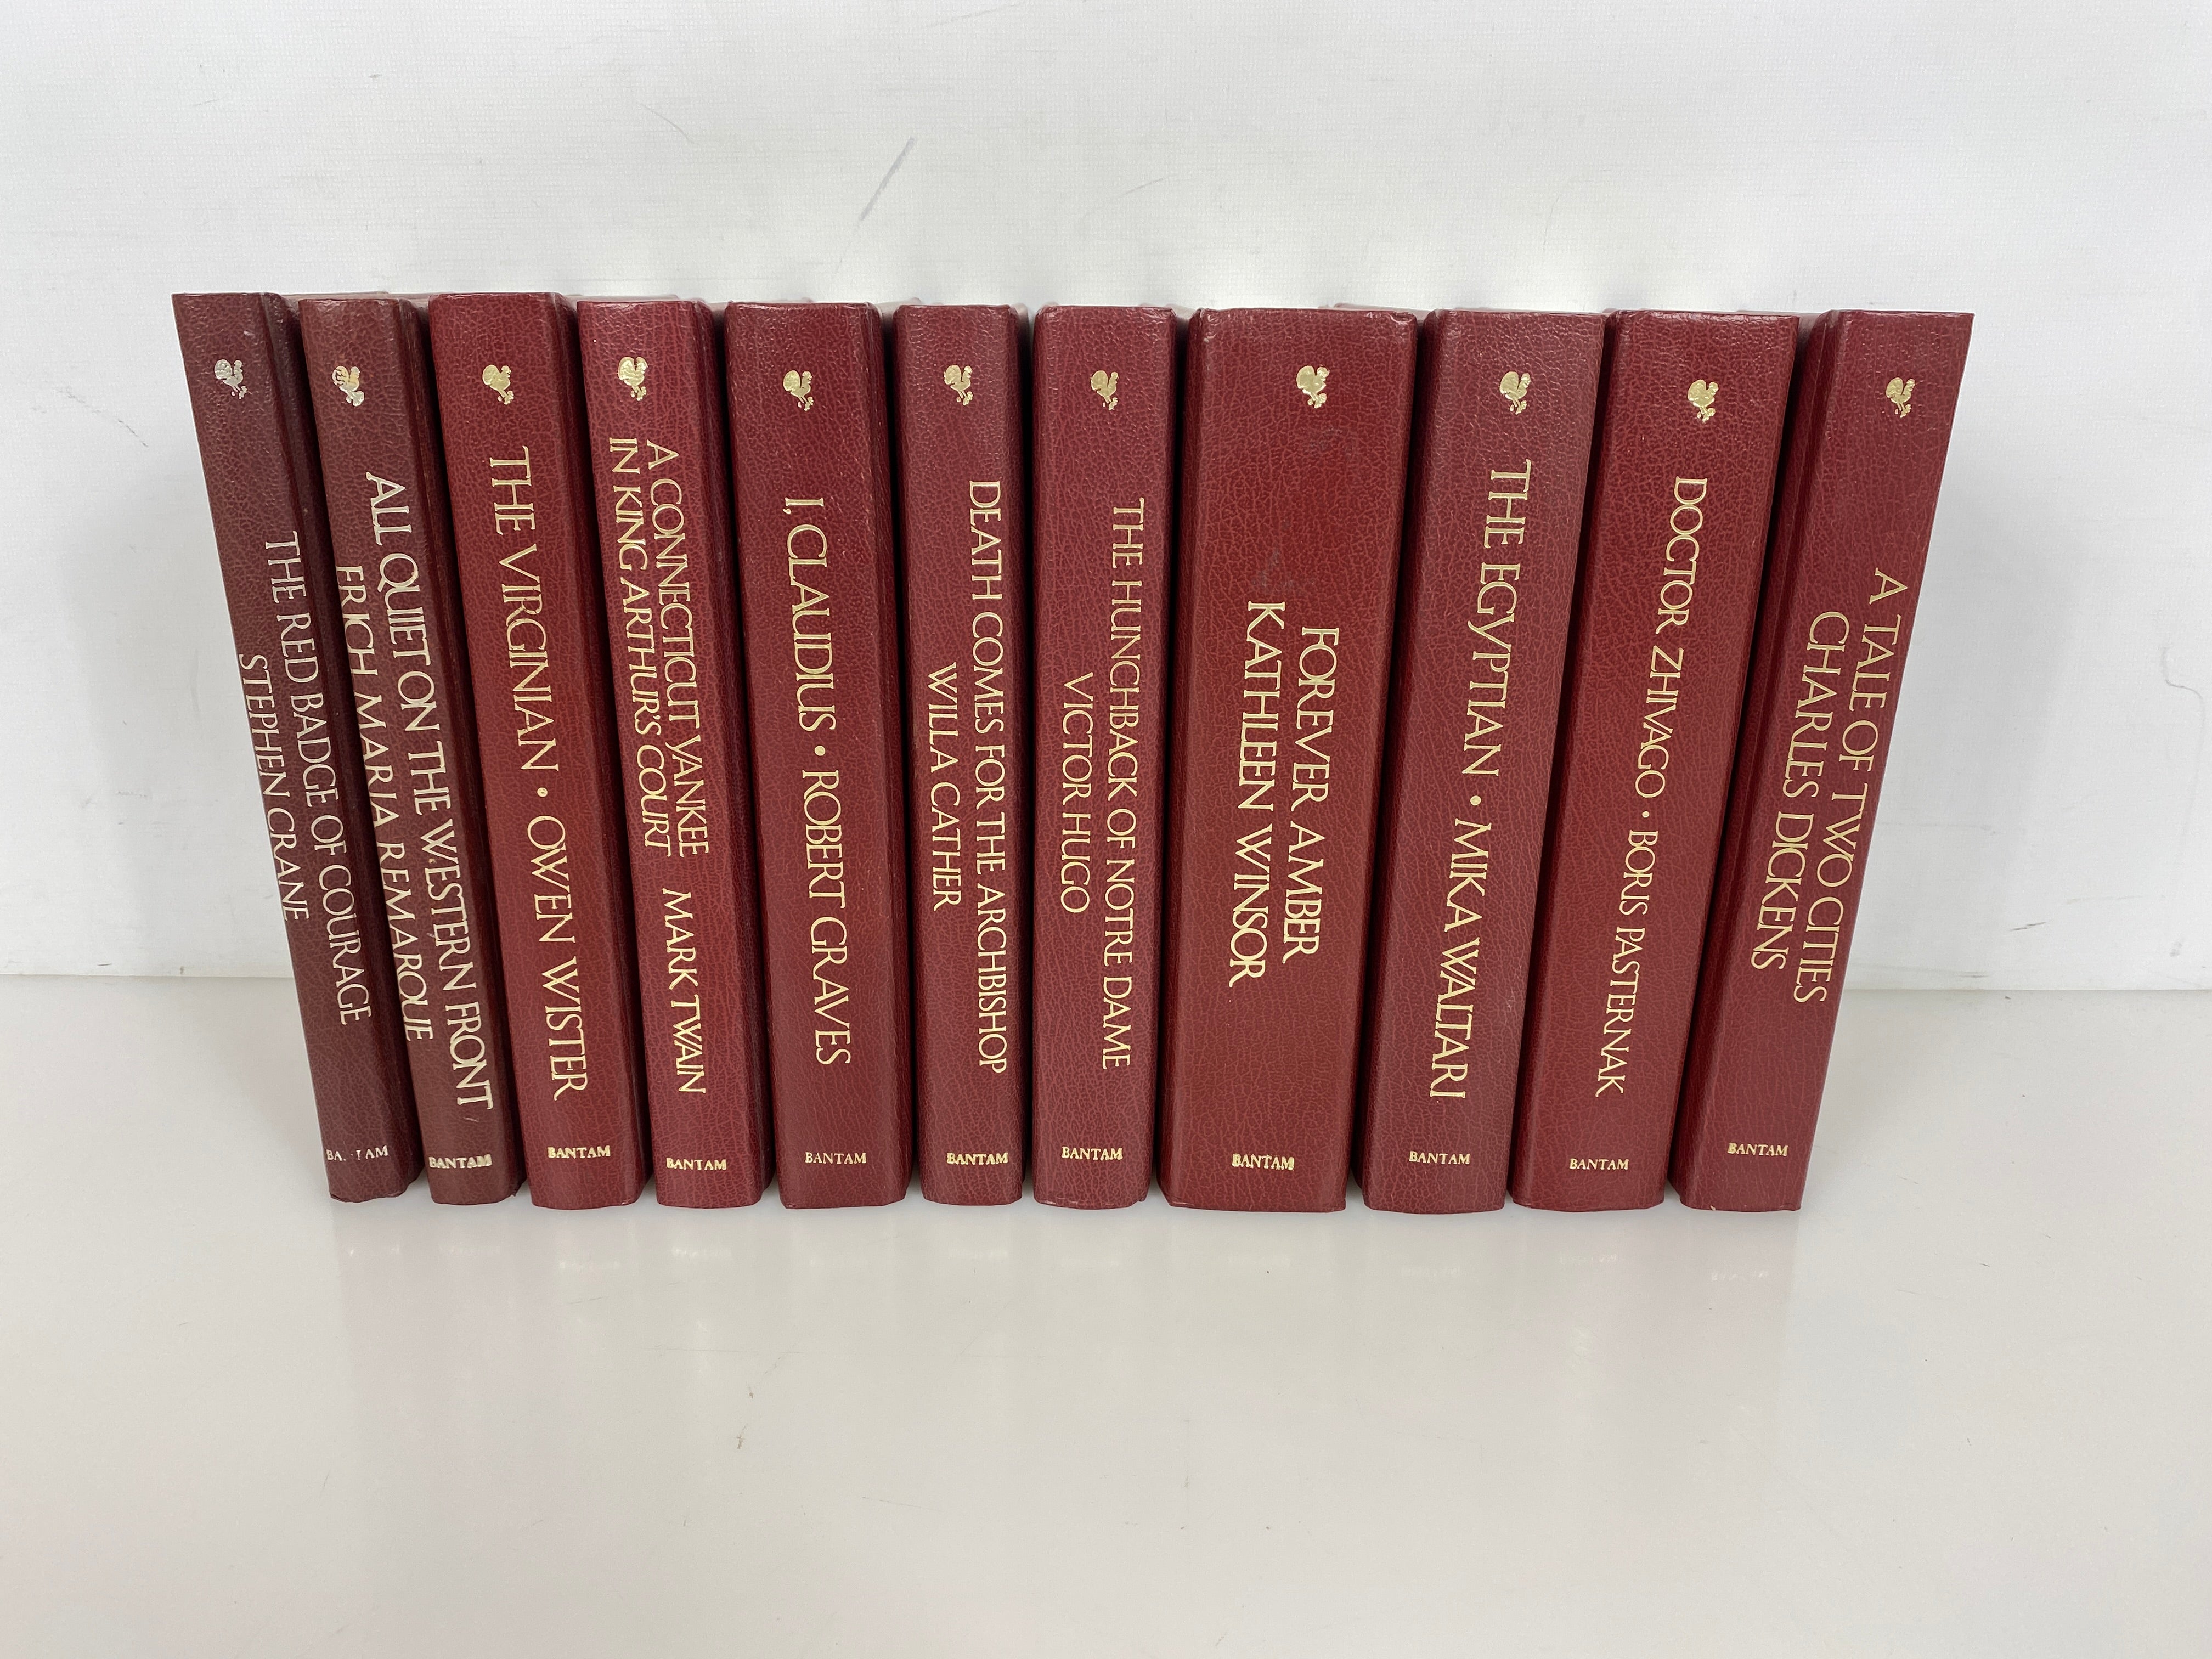 THE RED BADGE OF COURAGE
STEPHEN CRANE
BANTAM
ALL QUIET ON THE WESTERN FRONT
ERICH MARIA REMARQUE
BANTAM
THE VIRGINIAN • OWEN WISTER
BANTAM
A CONNECTICUT YANKEE
IN KING ARTHUR'S COURT MARK TWAIN
BANTAM
I, CLAUDIUS • ROBERT GRAVES
BANTAM
DEATH COMES FOR THE ARCHBISHOP
WILLA CATHER
BANTAM
THE HUNCHBACK OF NOTRE DAME
VICTOR HUGO
BANTAM
FOREVER AMBER
KATHLEEN WINSOR
BANTAM
THE EGYPTIAN • MIKA WALTARI
BANTAM
DOCTOR ZHIVAGO • BORIS PASTERNAK
BANTAM
A TALE OF TWO CITIES
CHARLES DICKENS
BANTAM